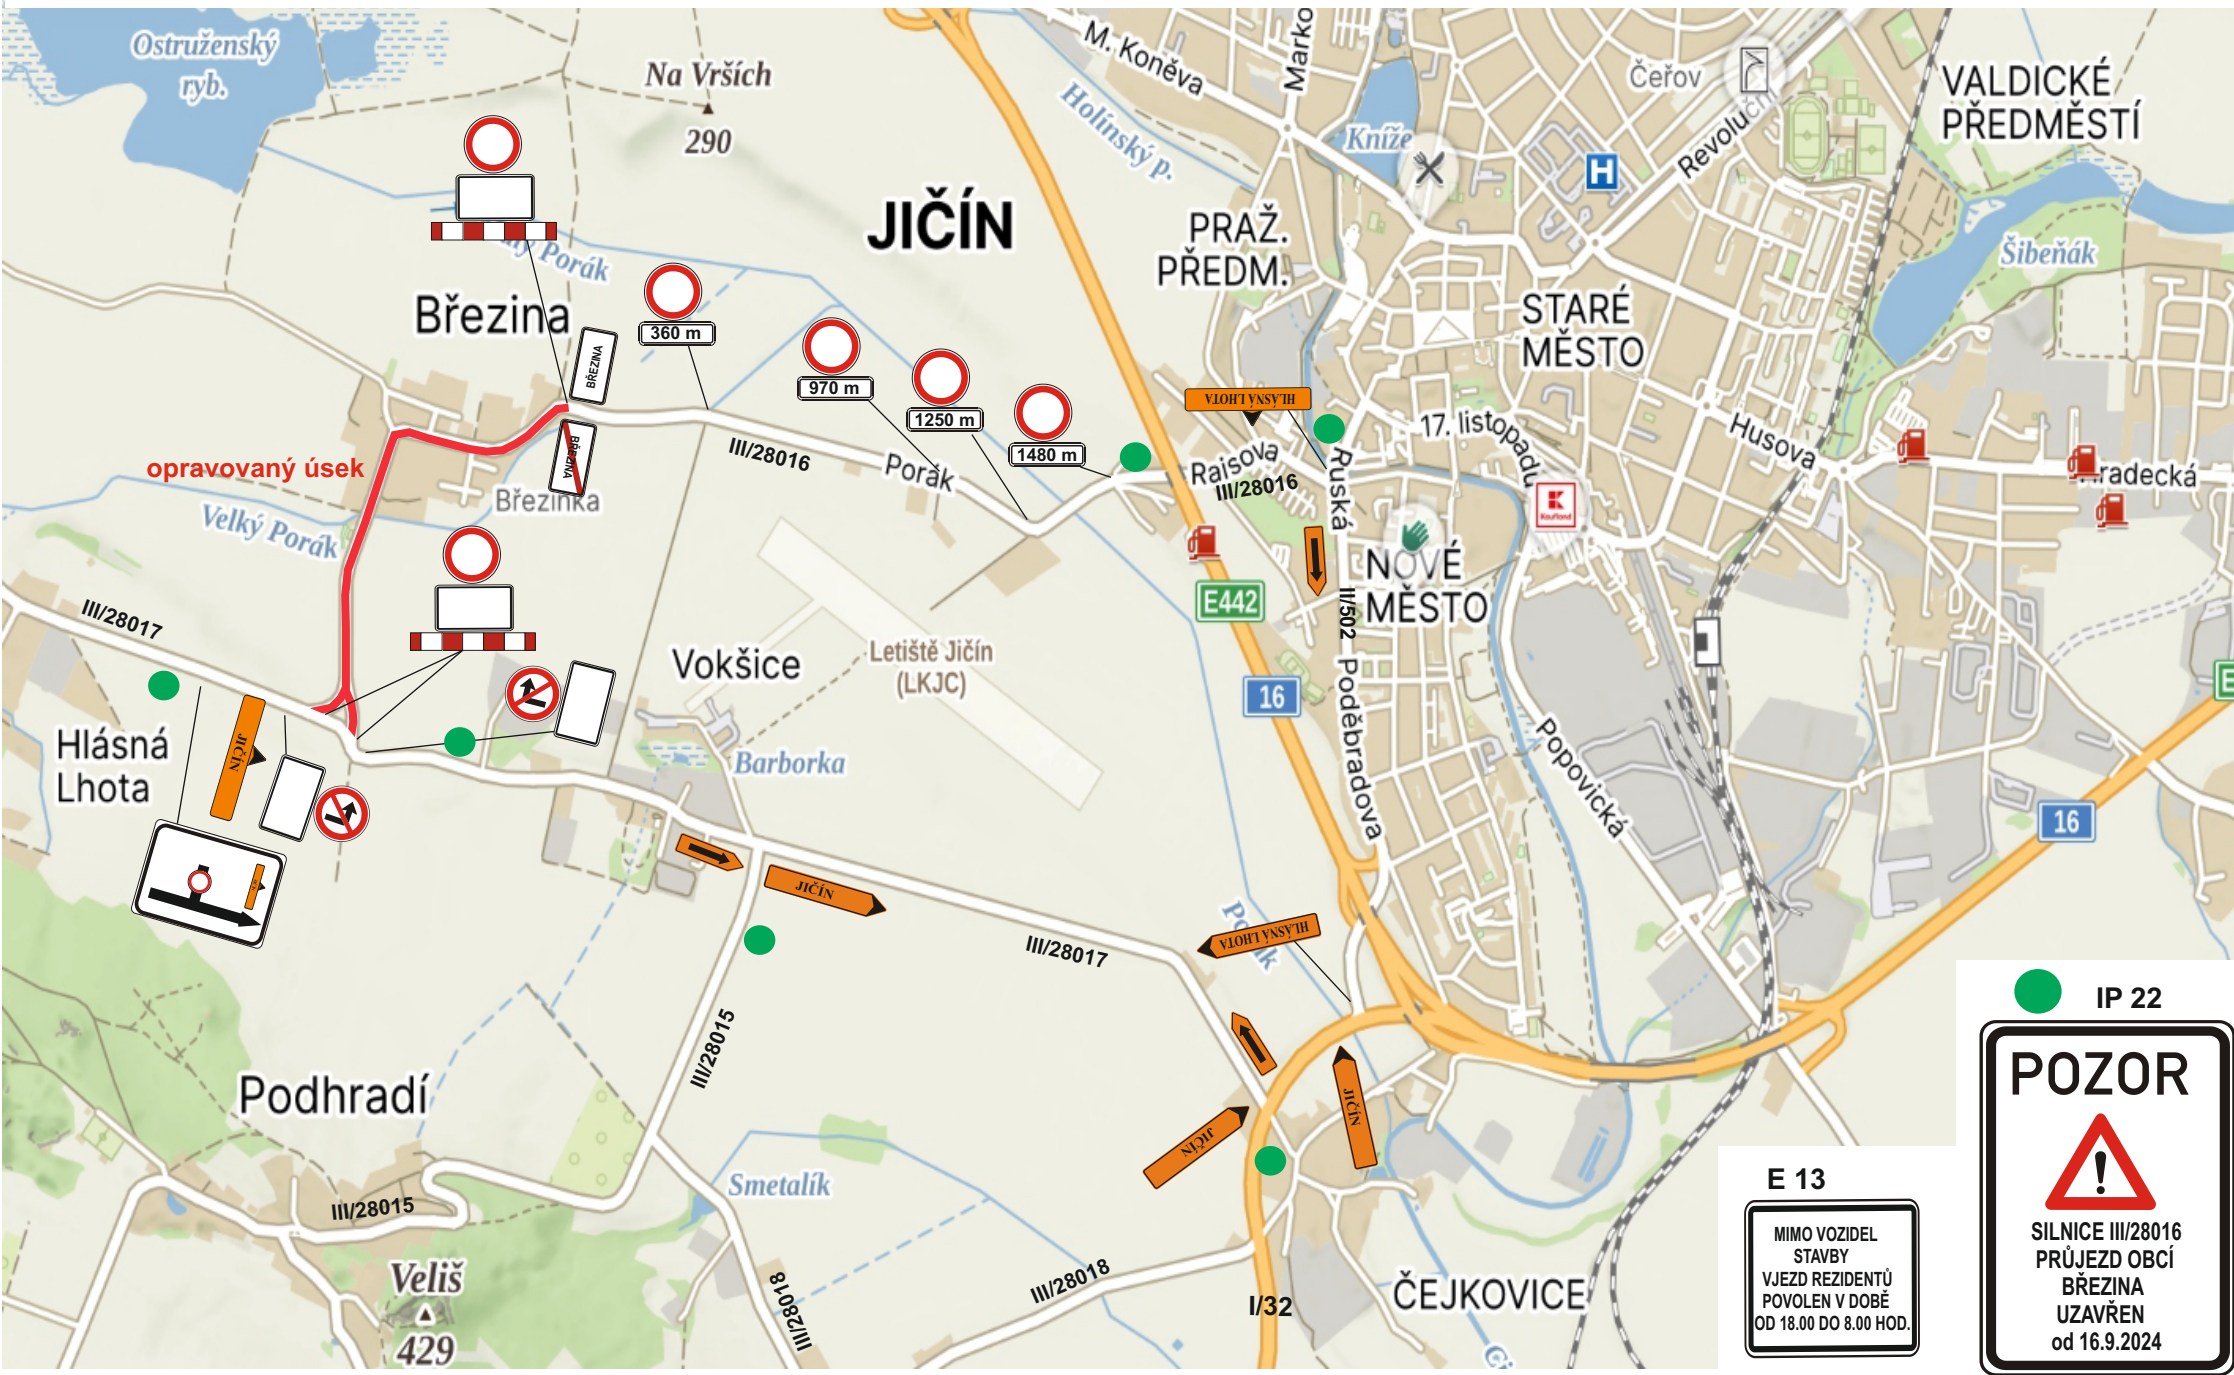 Ostruženský
ryb.
Na Vrších
290
M. Koněva
Marko
Holínský p.
Kníže
Čeřov
Revoluční
VALDICKÉ
PŘEDMĚSTÍ
H
JIČÍN
PRAŽ.
PŘEDM.
Šibeňák
STARÉ
MĚSTO
Porák
Březina
BŘEZINA
360 m
970 m
1250 m
1480 m
HLÁSNÁ LHOTA
17. listopadu
Husova
Hradecká
III/28016
Porák
Raisova
III/28016
Ruská
BŘEZINA
Březinka
opravovaný úsek
Velký Porák
K
Kaufland
NOVÉ
MĚSTO
E442
II/502
III/28017
Vokšice
Letiště Jičín
(LKJC)
16
Poděbradova
Popovická
E
Hlásná
Lhota
JIČÍN
Barborka
16
JIČÍN
III/28017
HLÁSNÁ LHOTA
III/28015
Podhradí
JIČÍN
JIČÍN
Smetalík
III/28015
Veliš
429
III/28018
III/28018
I/32
ČEJKOVICE
E 13
MIMO VOZIDEL
STAVBY
VJEZD REZIDENTŮ
POVOLEN V DOBĚ
OD 18.00 DO 8.00 HOD.
IP 22
POZOR
!
SILNICE III/28016
PRŮJEZD OBCÍ
BŘEZINA
UZAVŘEN
od 16.9.2024